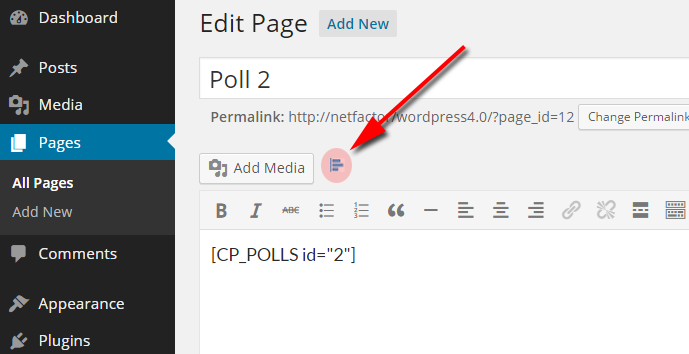 Dashboard
Posts
Media
Pages
All Pages
Add New
Comments
Appearance
Plugins
Edit Page Add New
Poll 2
Permalink: http://netfactor/wordpress4.0/?page_id=12 Change Permalink
Add Media
B I ABC
[CP_POLLS id="2"]